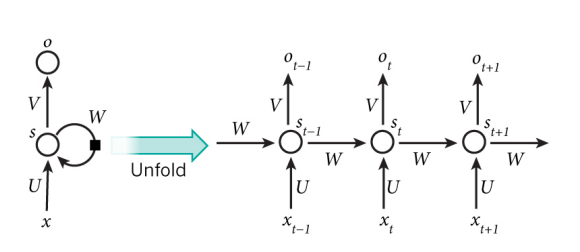 o
V
s
W
U
x
Unfold
o_{t-1} o_t o_{t+1}
V V V
W s_{t-1} s_t s_{t+1}
W W W
U U U
x_{t-1} x_t x_{t+1}